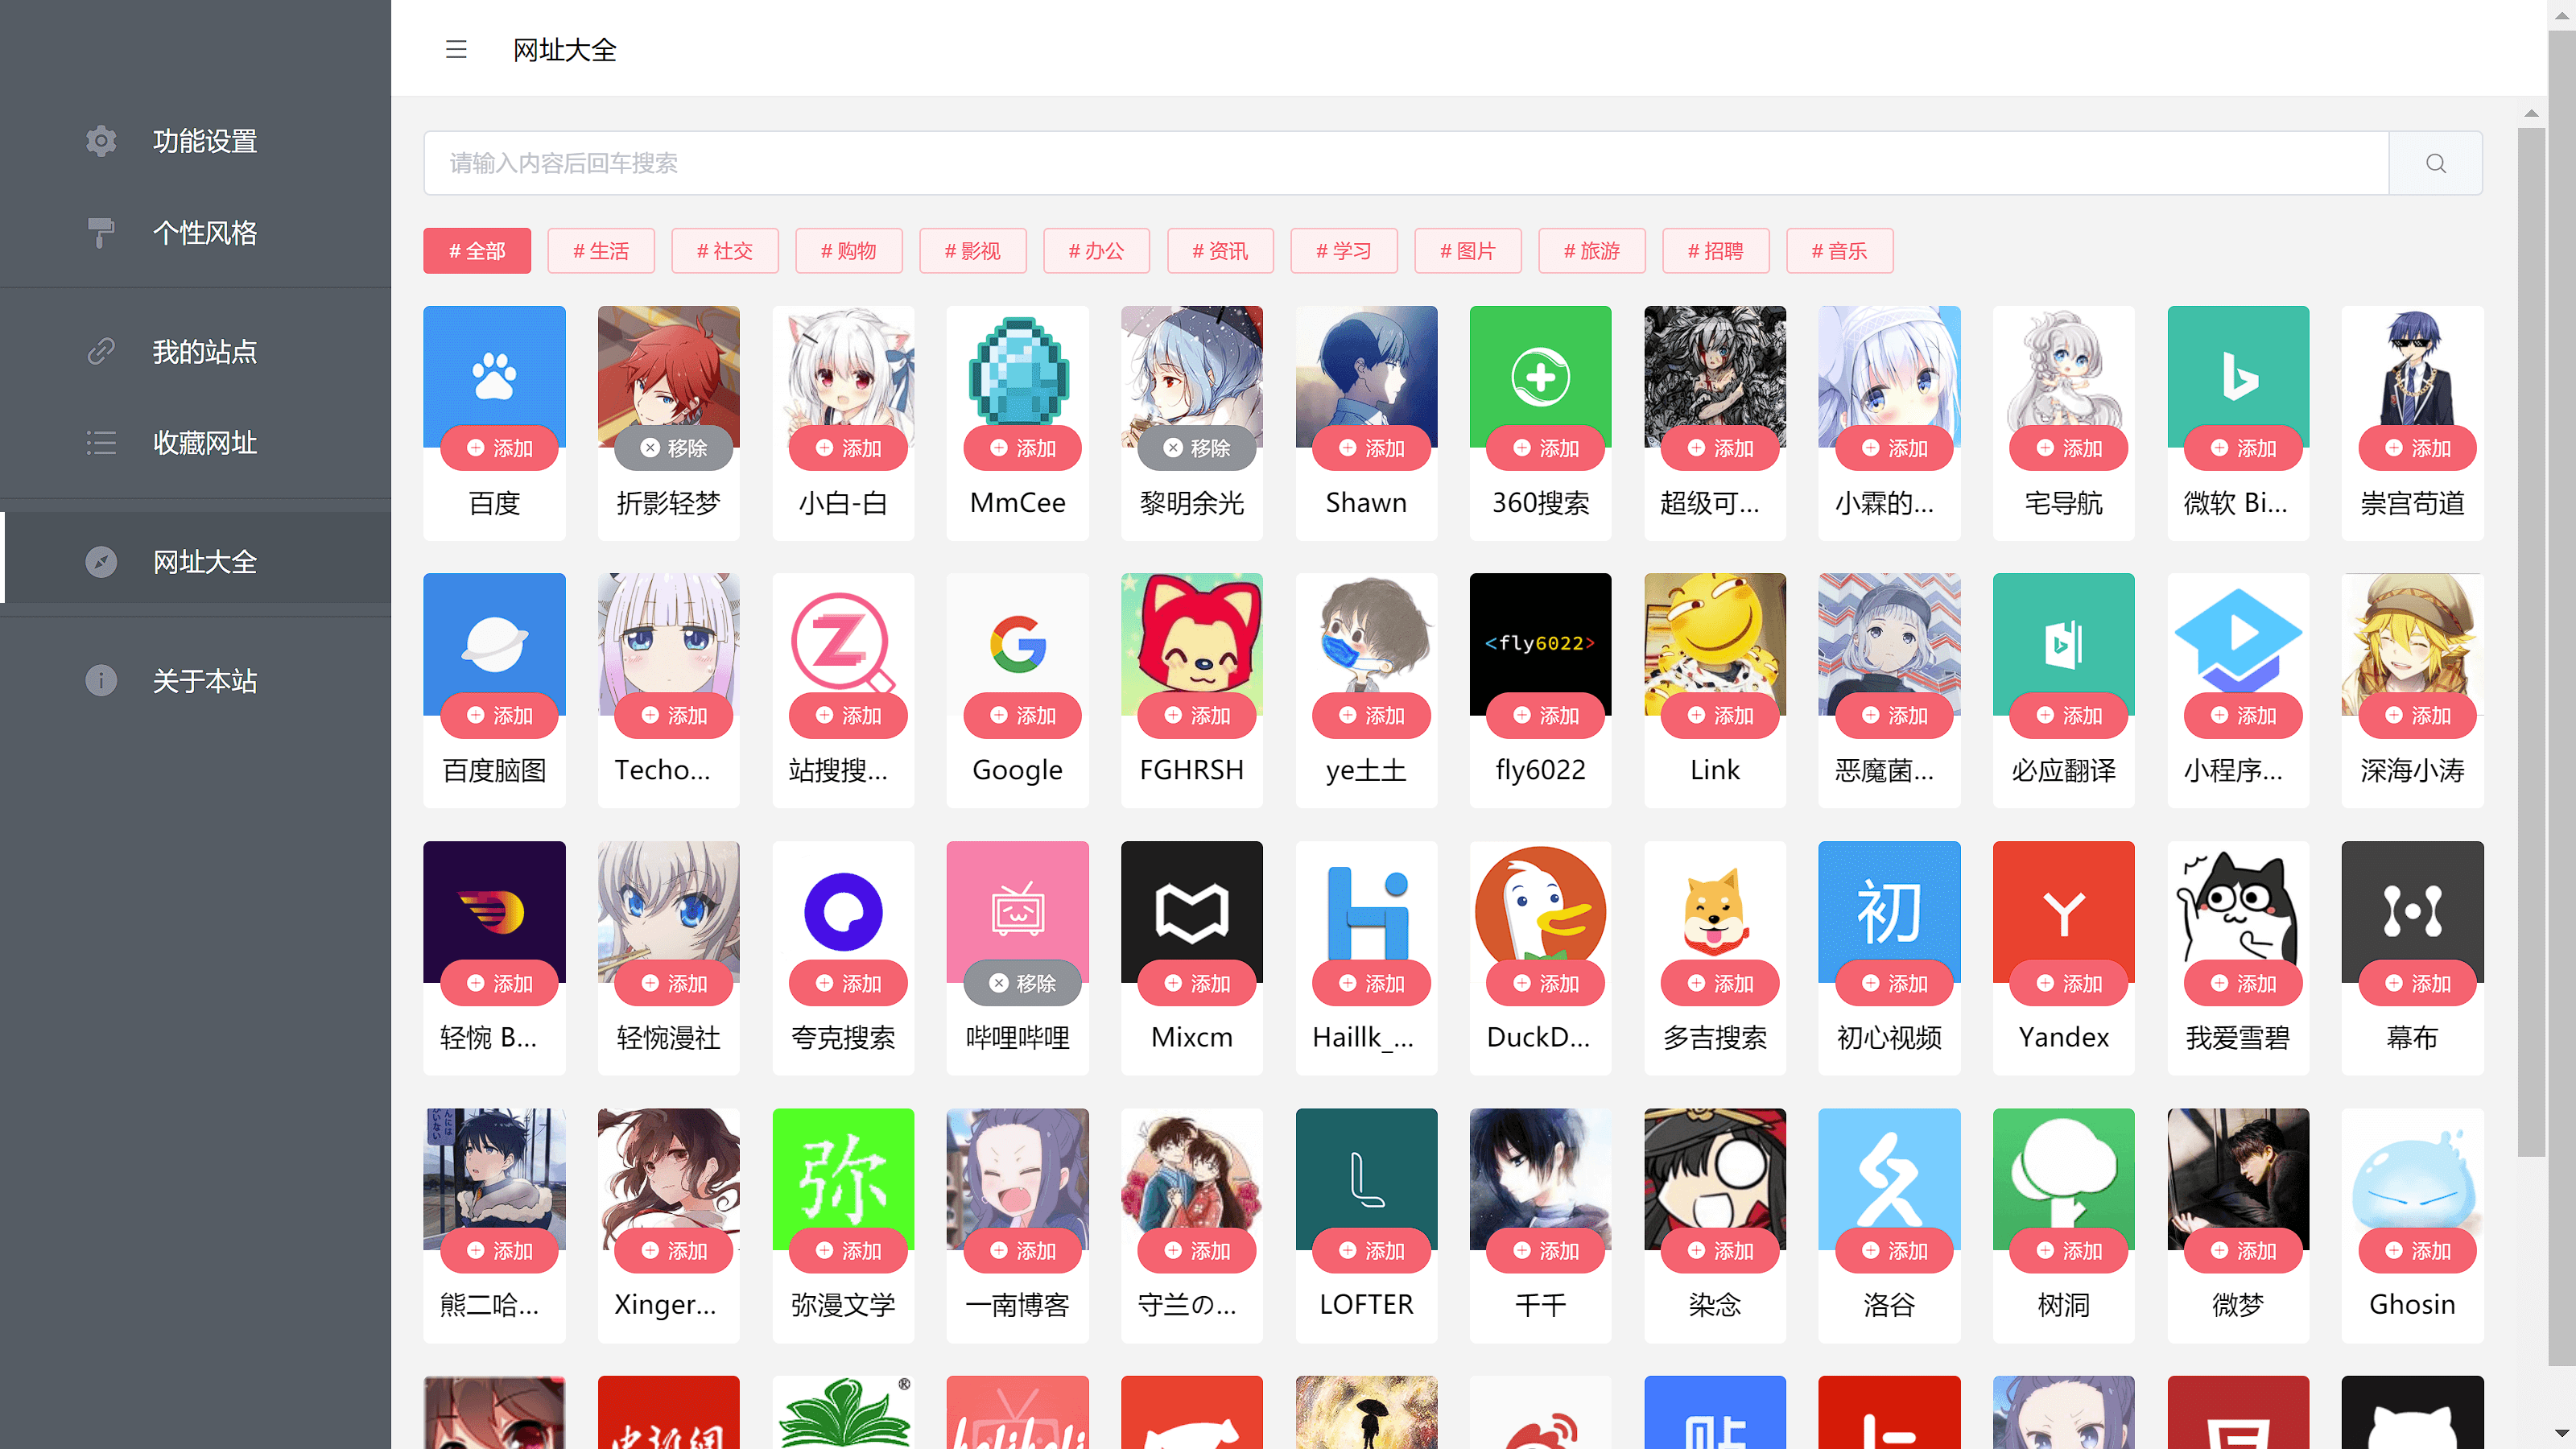 网址大全
功能设置
个性风格
我的站点
收藏网址
网址大全
关于本站
请输入内容后回车搜索
# 全部 # 生活 # 社交 # 购物 # 影视 # 办公 # 资讯 # 学习 # 图片 # 旅游 # 招聘 # 音乐
添加 移除 添加 添加 移除 添加 添加 添加 添加 添加 添加 添加
百度 折影轻梦 小白-白 MmCee 黎明余光 Shawn 360搜索 超级可... 小霖的... 宅导航 微软 Bi... 崇宫苟道
<fly6022>
添加 添加 添加 添加 添加 添加 添加 添加 添加 添加 添加 添加
百度脑图 Techo... 站搜搜... Google FGHRSH ye土土 fly6022 Link 恶魔菌... 必应翻译 小程序... 深海小涛
初
添加 添加 添加 移除 添加 添加 添加 添加 添加 添加 添加 添加
轻惋 B... 轻惋漫社 夸克搜索 哔哩哔哩 Mixcm Haillk_... DuckD... 多吉搜索 初心视频 Yandex 我爱雪碧 幕布
弥
添加 添加 添加 添加 添加 添加 添加 添加 添加 添加 添加 添加
熊二哈... Xinger... 弥漫文学 一南博客 守兰の... LOFTER 千千 染念 洛谷 树洞 微梦 Ghosin